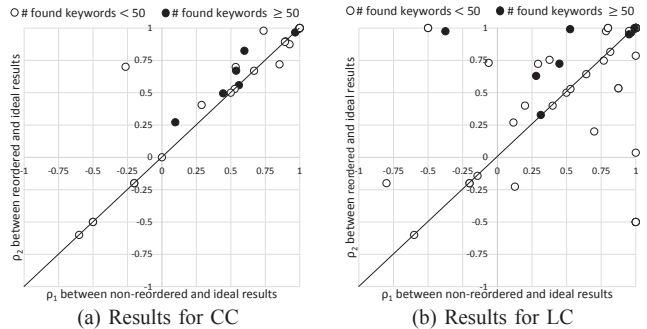 ○ # found keywords < 50 ● # found keywords ≥ 50
1
0.75
0.5
0.25
0
-1 -0.75 -0.5 -0.25 0 0.25 0.5 0.75 1
-0.25
-0.5
-0.75
-1
ρ2 between reordered and ideal results
ρ1 between non-reordered and ideal results
(a) Results for CC
○ # found keywords < 50 ● # found keywords ≥ 50
1
0.75
0.5
0.25
0
-1 -0.75 -0.5 -0.25 0 0.25 0.5 0.75 1
-0.25
-0.5
-0.75
-1
ρ2 between reordered and ideal results
ρ1 between non-reordered and ideal results
(b) Results for LC